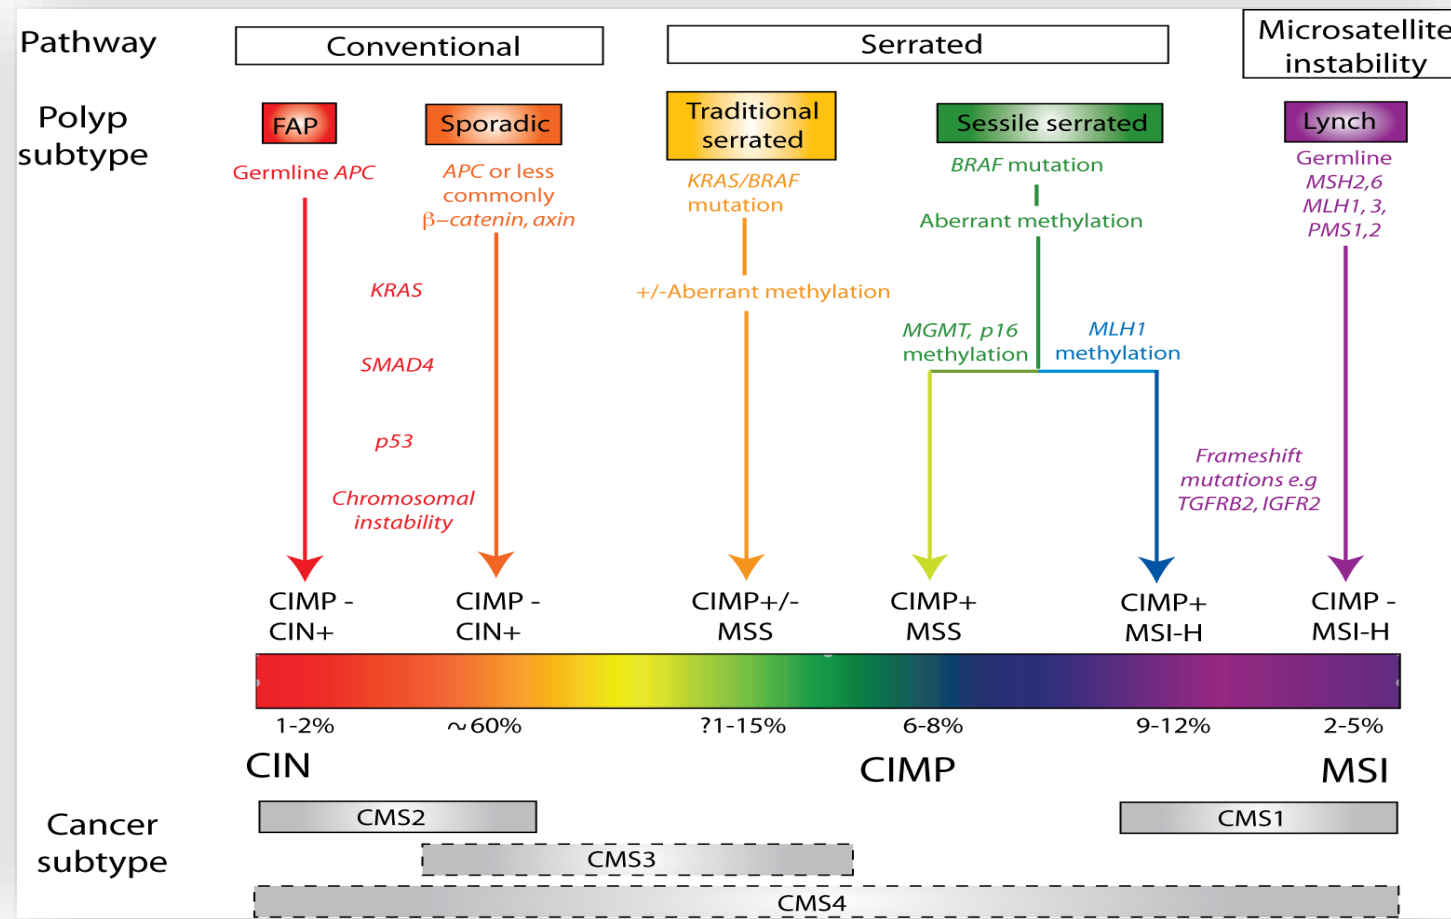 Pathway
Conventional
Serrated
Microsatellite
instability
Polyp
subtype
FAP
Sporadic
Traditional
serrated
Sessile serrated
Lynch
Germline APC
APC or less
commonly
β–catenin, axin
KRAS/BRAF
mutation
BRAF mutation
Germline
MSH2,6
MLH1, 3,
PMS1,2
Aberrant methylation
KRAS
+/-Aberrant methylation
SMAD4
MGMT, p16
methylation
MLH1
methylation
p53
Chromosomal
instability
Frameshift
mutations e.g
TGFRB2, IGFR2
CIMP -
CIN+
CIMP -
CIN+
CIMP+/-
MSS
CIMP+
MSS
CIMP+
MSI-H
CIMP -
MSI-H
1-2%
~60%
?1-15%
6-8%
9-12%
2-5%
CIN
CIMP
MSI
Cancer
subtype
CMS2
CMS1
CMS3
CMS4